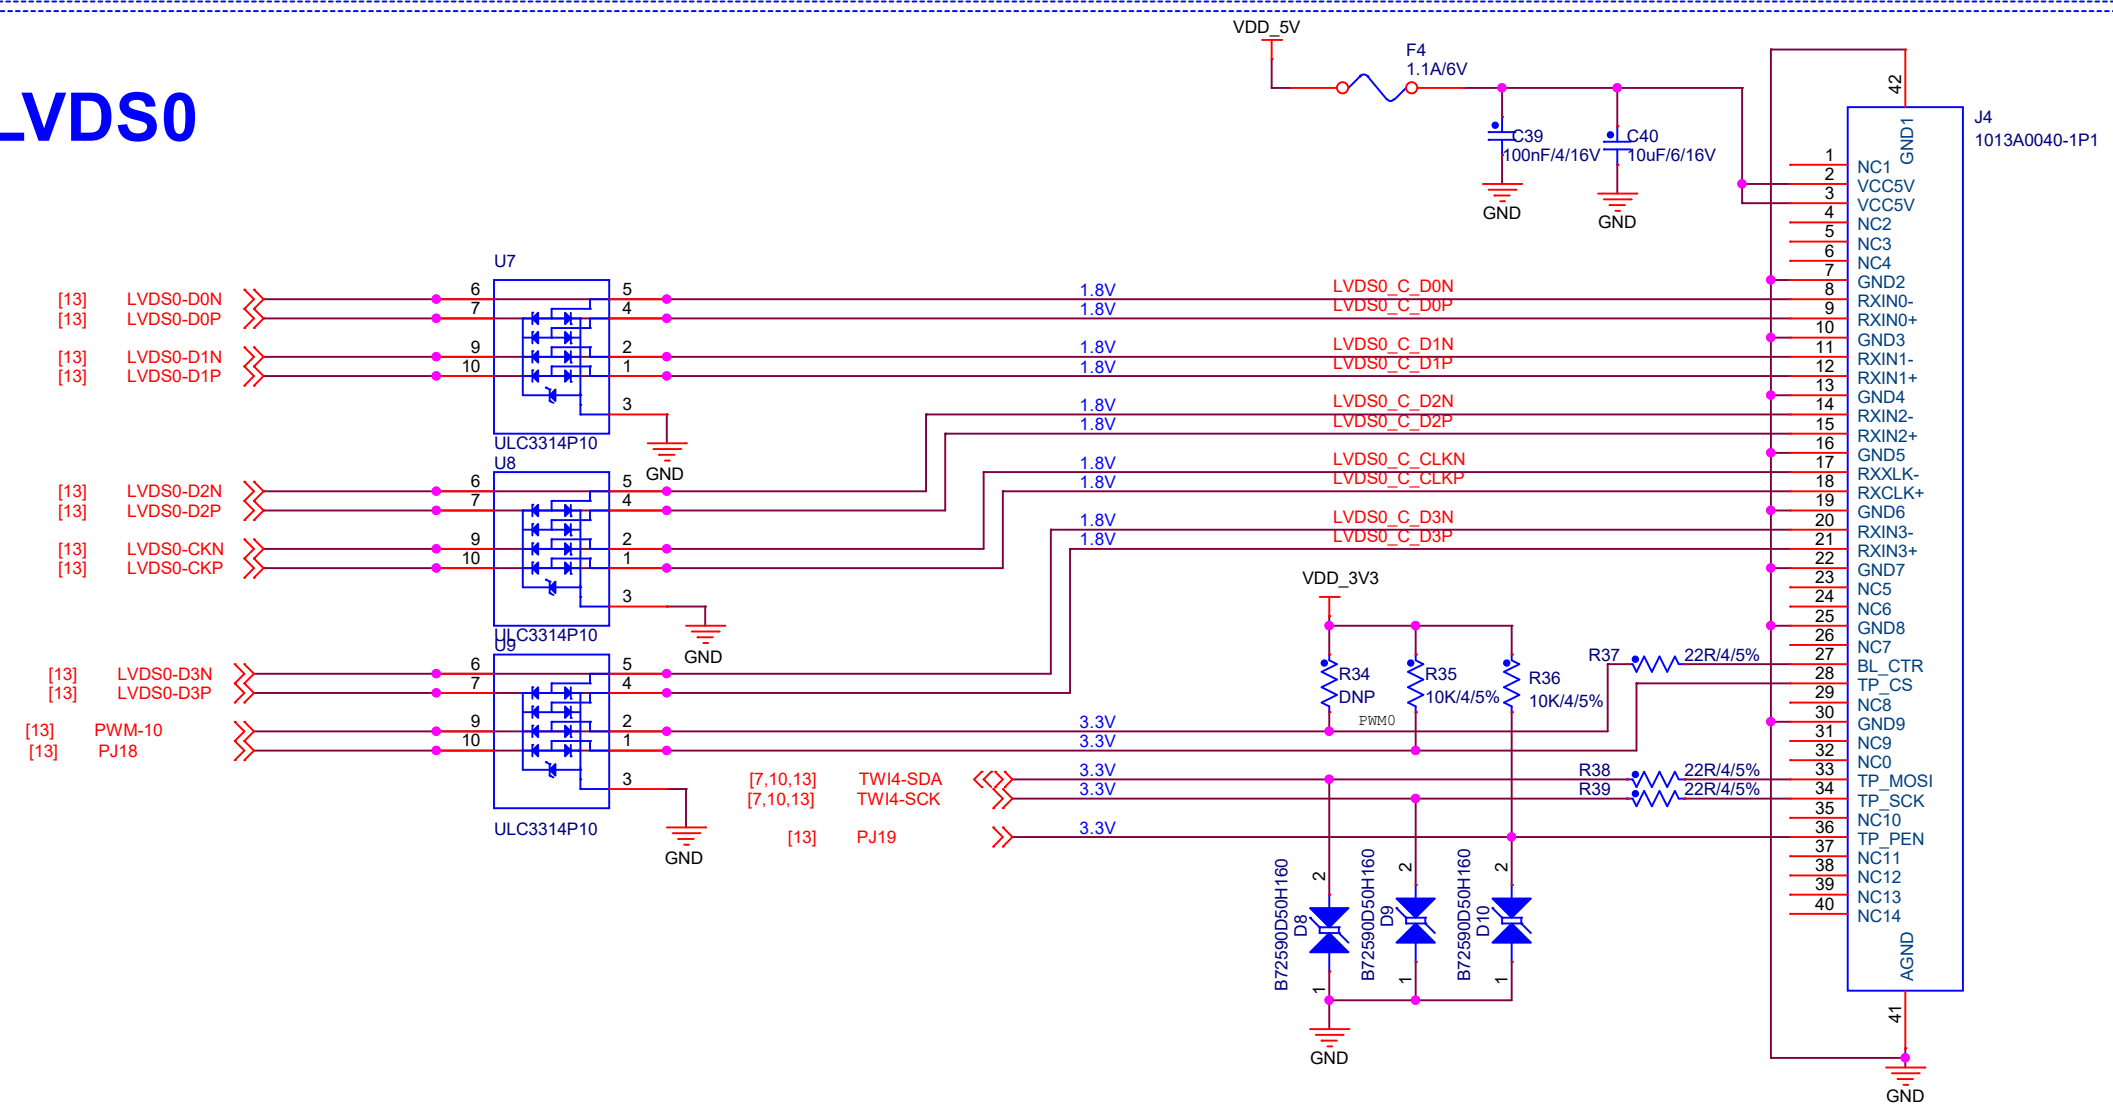 LVDS0
VDD_5V
F4
1.1A/6V
C39
100nF/4/16V
GND
C40
10uF/6/16V
GND
J4
1013A0040-1P1
42
GND1
1 NC1
2 VCC5V
3 VCC5V
4 NC2
5 NC3
6 NC4
7 GND2
8 RXIN0-
9 RXIN0+
10 GND3
11 RXIN1-
12 RXIN1+
13 GND4
14 RXIN2-
15 RXIN2+
16 GND5
17 RXXLK-
18 RXCLK+
19 GND6
20 RXIN3-
21 RXIN3+
22 GND7
23 NC5
24 NC6
25 GND8
26 NC7
27 BL_CTR
28 TP_CS
29 NC8
30 GND9
31 NC9
32 NC0
33 TP_MOSI
34 TP_SCK
35 NC10
36 TP_PEN
37 NC11
38 NC12
39 NC13
40 NC14
AGND
41
GND
U7
[13] LVDS0-D0N 6 5 1.8V LVDS0_C_D0N
[13] LVDS0-D0P 7 4 1.8V LVDS0_C_D0P
[13] LVDS0-D1N 9 2 1.8V LVDS0_C_D1N
[13] LVDS0-D1P 10 1 1.8V LVDS0_C_D1P
3
GND
ULC3314P10
1.8V LVDS0_C_D2N
1.8V LVDS0_C_D2P
1.8V LVDS0_C_CLKN
1.8V LVDS0_C_CLKP
1.8V LVDS0_C_D3N
1.8V LVDS0_C_D3P
U8
[13] LVDS0-D2N 6 5
[13] LVDS0-D2P 7 4
[13] LVDS0-CKN 9 2
[13] LVDS0-CKP 10 1
3
GND
ULC3314P10
U9
[13] LVDS0-D3N 6 5
[13] LVDS0-D3P 7 4
[13] PWM-10 9 2 3.3V PWM0
[13] PJ18 10 1 3.3V
3
GND
ULC3314P10
VDD_3V3
R34
DNP
R35
10K/4/5%
R36
10K/4/5%
R37 22R/4/5%
[7,10,13] TWI4-SDA 3.3V R38 22R/4/5%
[7,10,13] TWI4-SCK 3.3V R39 22R/4/5%
[13] PJ19 3.3V
B72590D50H160
D8
2
1
B72590D50H160
D9
2
1
B72590D50H160
D10
2
1
GND